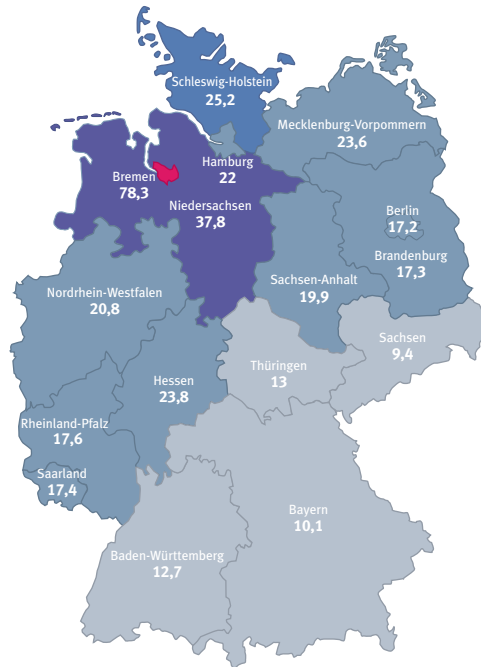 Schleswig-Holstein
25,2
Mecklenburg-Vorpommern
23,6
Hamburg
22
Bremen
78,3
Niedersachsen
37,8
Berlin
17,2
Brandenburg
17,3
Sachsen-Anhalt
19,9
Nordrhein-Westfalen
20,8
Sachsen
9,4
Thüringen
13
Hessen
23,8
Rheinland-Pfalz
17,6
Saarland
17,4
Bayern
10,1
Baden-Württemberg
12,7